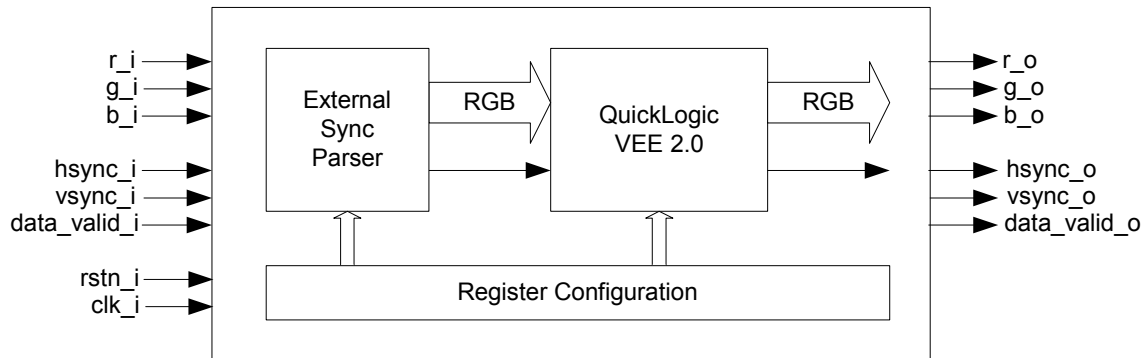 r_i
g_i
b_i
hsync_i
vsync_i
data_valid_i
rstn_i
clk_i
External
Sync
Parser
RGB
QuickLogic
VEE 2.0
RGB
Register Configuration
r_o
g_o
b_o
hsync_o
vsync_o
data_valid_o